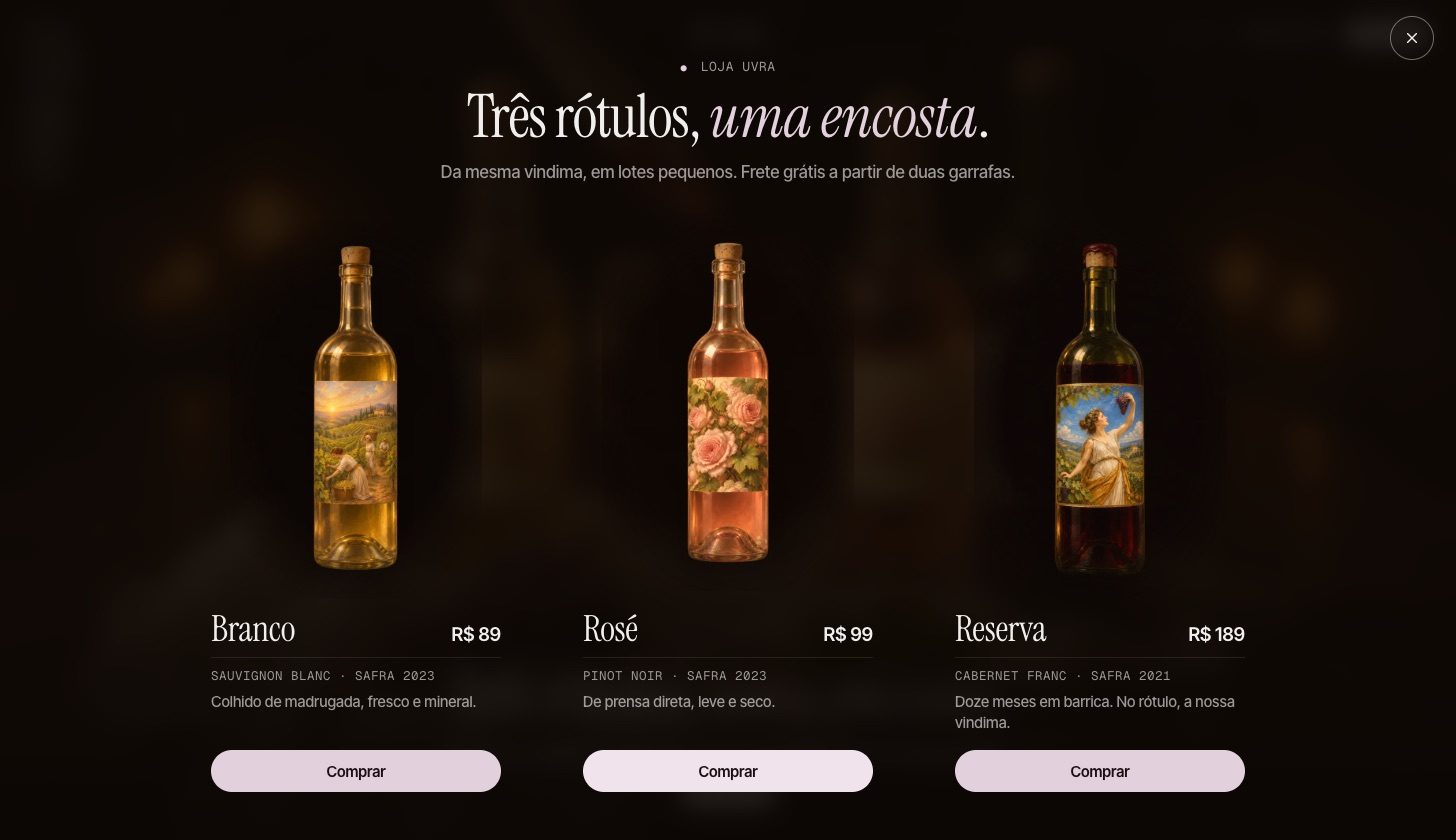 LOJA UVRA
Três rótulos, uma encosta.
Da mesma vindima, em lotes pequenos. Frete grátis a partir de duas garrafas.
Branco
R$ 89
SAUVIGNON BLANC · SAFRA 2023
Colhido de madrugada, fresco e mineral.
Comprar
Rosé
R$ 99
PINOT NOIR · SAFRA 2023
De prensa direta, leve e seco.
Comprar
Reserva
R$ 189
CABERNET FRANC · SAFRA 2021
Doze meses em barrica. No rótulo, a nossa
vindima.
Comprar